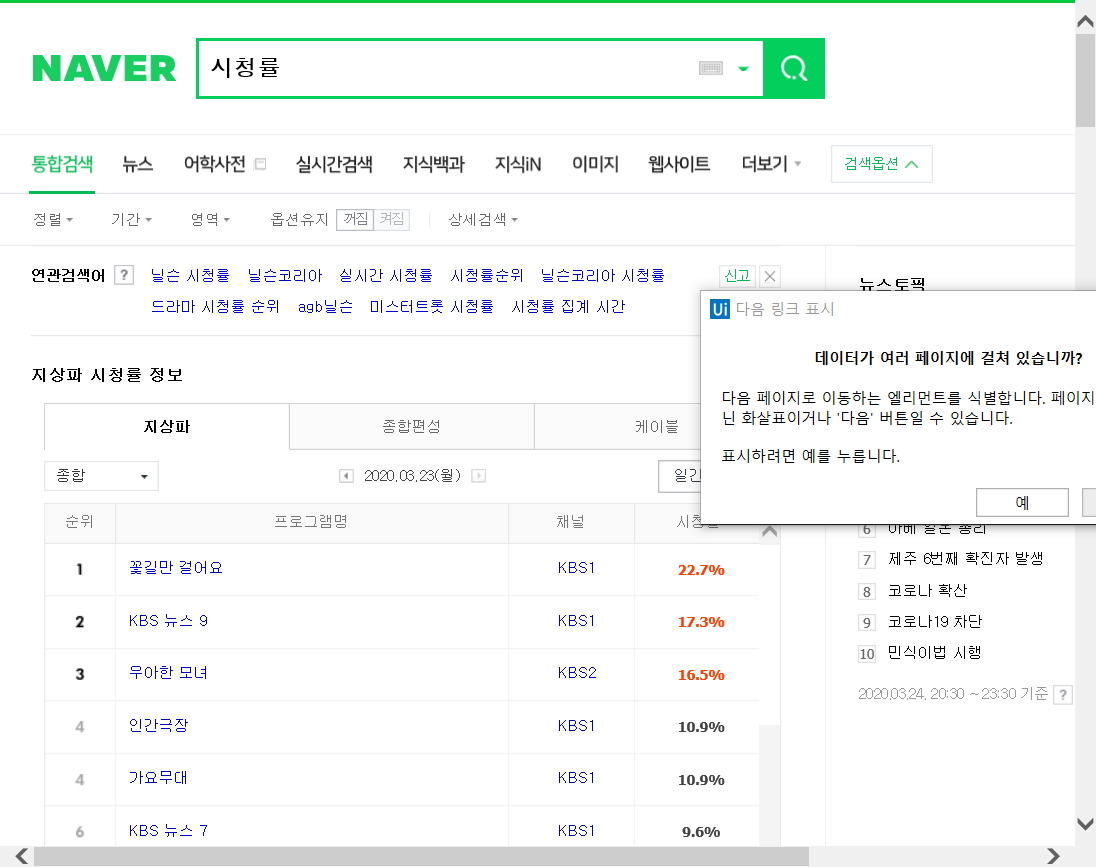 NAVER
시청률
통합검색 뉴스 어학사전 실시간검색 지식백과 지식iN 이미지 웹사이트 더보기 검색옵션
정렬 기간 영역 옵션유지 꺼짐 켜짐 상세검색
연관검색어 ? 닐슨 시청률 닐슨코리아 실시간 시청률 시청률순위 닐슨코리아 시청률 신고
드라마 시청률 순위 agb닐슨 미스터트롯 시청률 시청률 집계 시간
뉴스토픽
Ui 다음 링크 표시
데이터가 여러 페이지에 걸쳐 있습니까?
다음 페이지로 이동하는 엘리먼트를 식별합니다. 페이지
닌 화살표이거나 '다음' 버튼일 수 있습니다.
표시하려면 예를 누릅니다.
예
지상파 시청률 정보
지상파 종합편성 케이블
종합 2020.03.23(월) 일간
순위 프로그램명 채널
1 꽃길만 걸어요 KBS1 22.7%
2 KBS 뉴스 9 KBS1 17.3%
3 우아한 모녀 KBS2 16.5%
4 인간극장 KBS1 10.9%
4 가요무대 KBS1 10.9%
6 KBS 뉴스 7 KBS1 9.6%
6 아베 일본 총리
7 제주 6번째 확진자 발생
8 코로나 확산
9 코로나19 차단
10 민식이법 시행
2020.03.24. 20:30 ~23:30 기준 ?